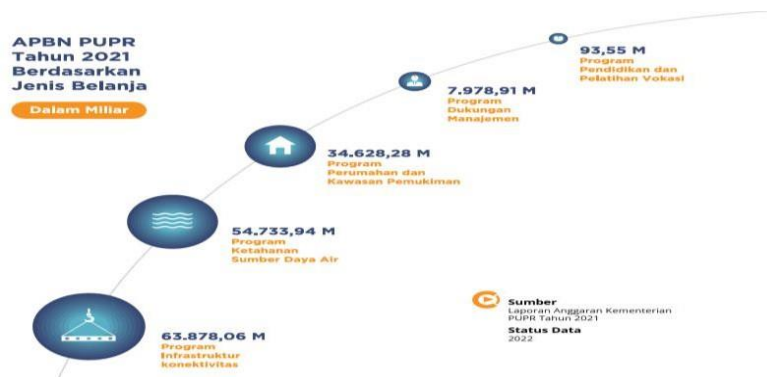 APBN PUPR
Tahun 2021
Berdasarkan
Jenis Belanja
Dalam Miliar
93,55 M
Program
Pendidikan dan
Pelatihan Vokasi
7.978,91 M
Program
Dukungan
Manajemen
34.628,28 M
Program
Perumahan dan
Kawasan Pemukiman
54.733,94 M
Program
Ketahanan
Sumber Daya Air
63.878,06 M
Program
Infrastruktur
konektivitas
Sumber
Laporan Anggaran Kementerian
PUPR Tahun 2021
Status Data
2022